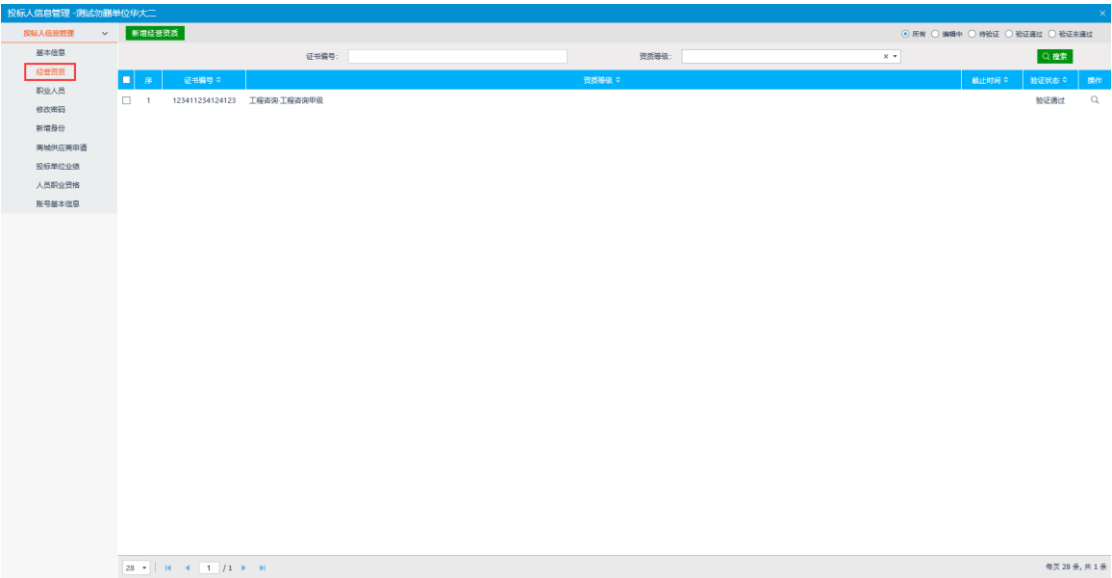 投标人信息管理 -测试勿删单位华大二
投标人信息管理
新增经营资质
所有 编辑中 待验证 验证通过 验证未通过
基本信息
经营资质
职业人员
修改密码
新增身份
商城供应商申请
投标单位业绩
人员职业资格
账号基本信息
证书编号: 资质等级: 搜索
序 证书编号 资质等级 截止时间 验证状态 操作
1 123411234124123 工程咨询·工程咨询甲级 验证通过
28 1 / 1 每页 28 条, 共 1 条